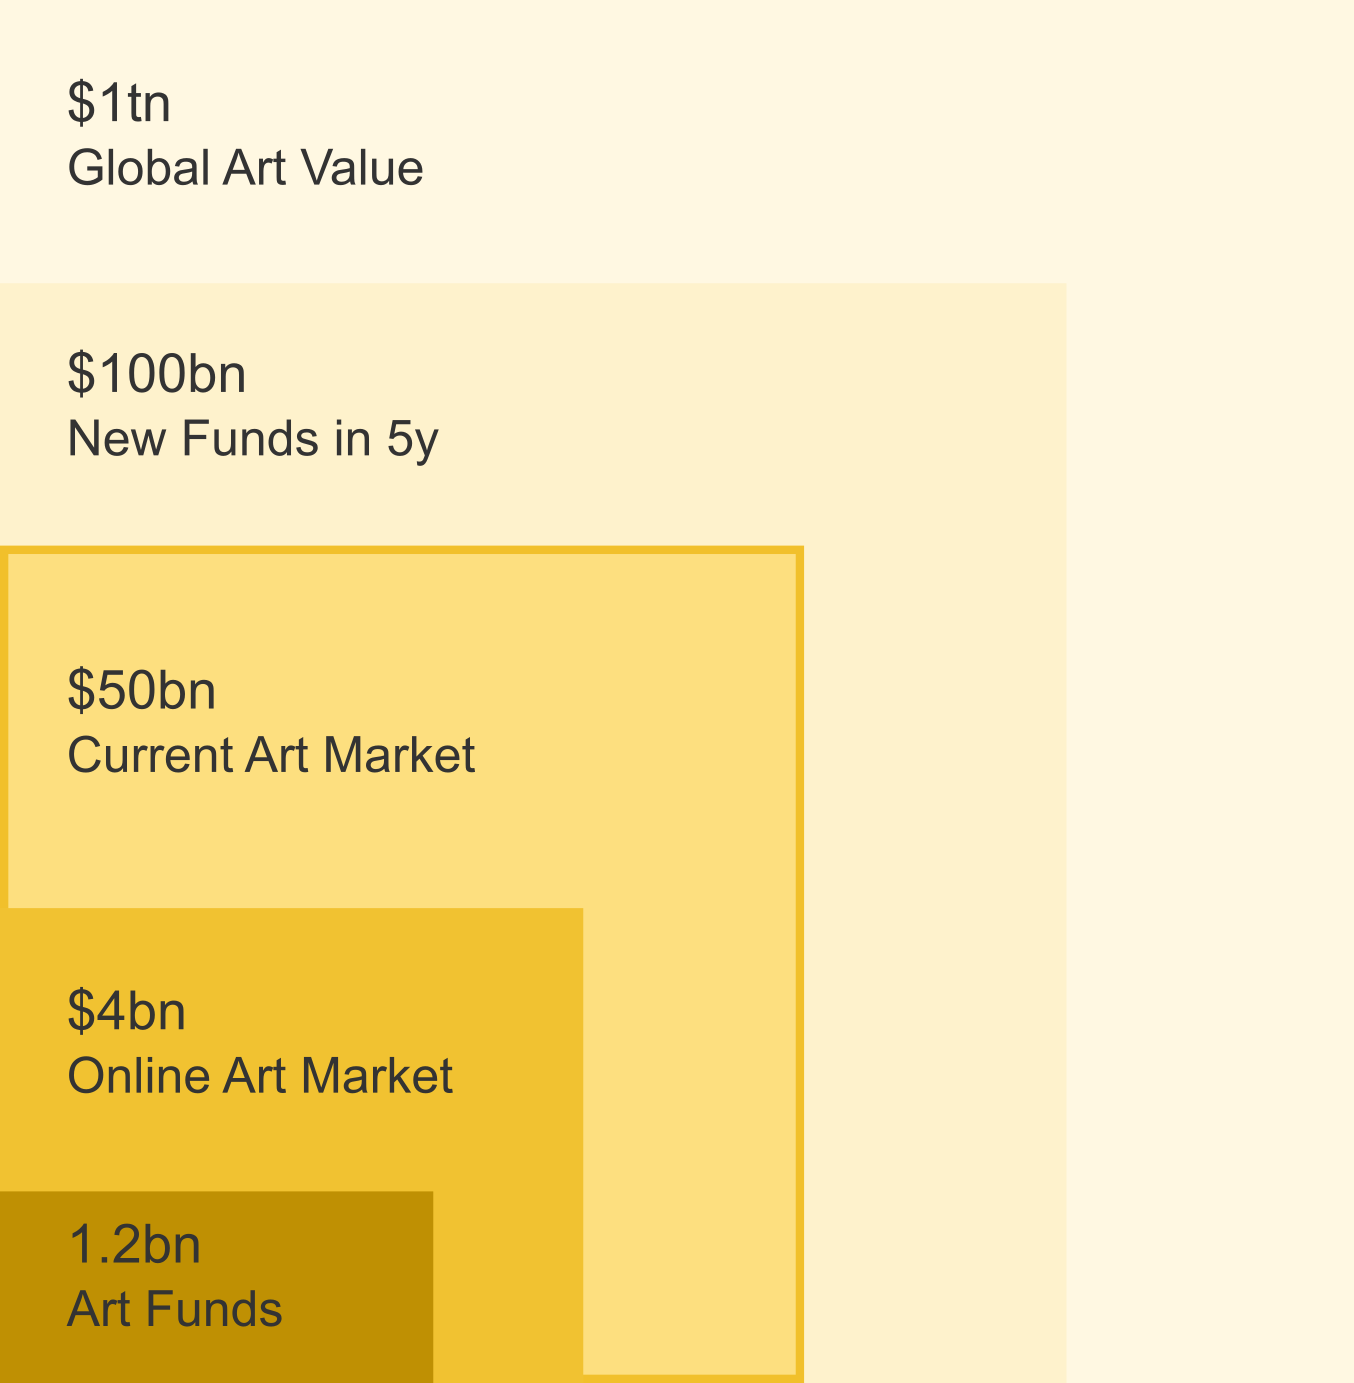 $1tn
Global Art Value
$100bn
New Funds in 5y
$50bn
Current Art Market
$4bn
Online Art Market
1.2bn
Art Funds